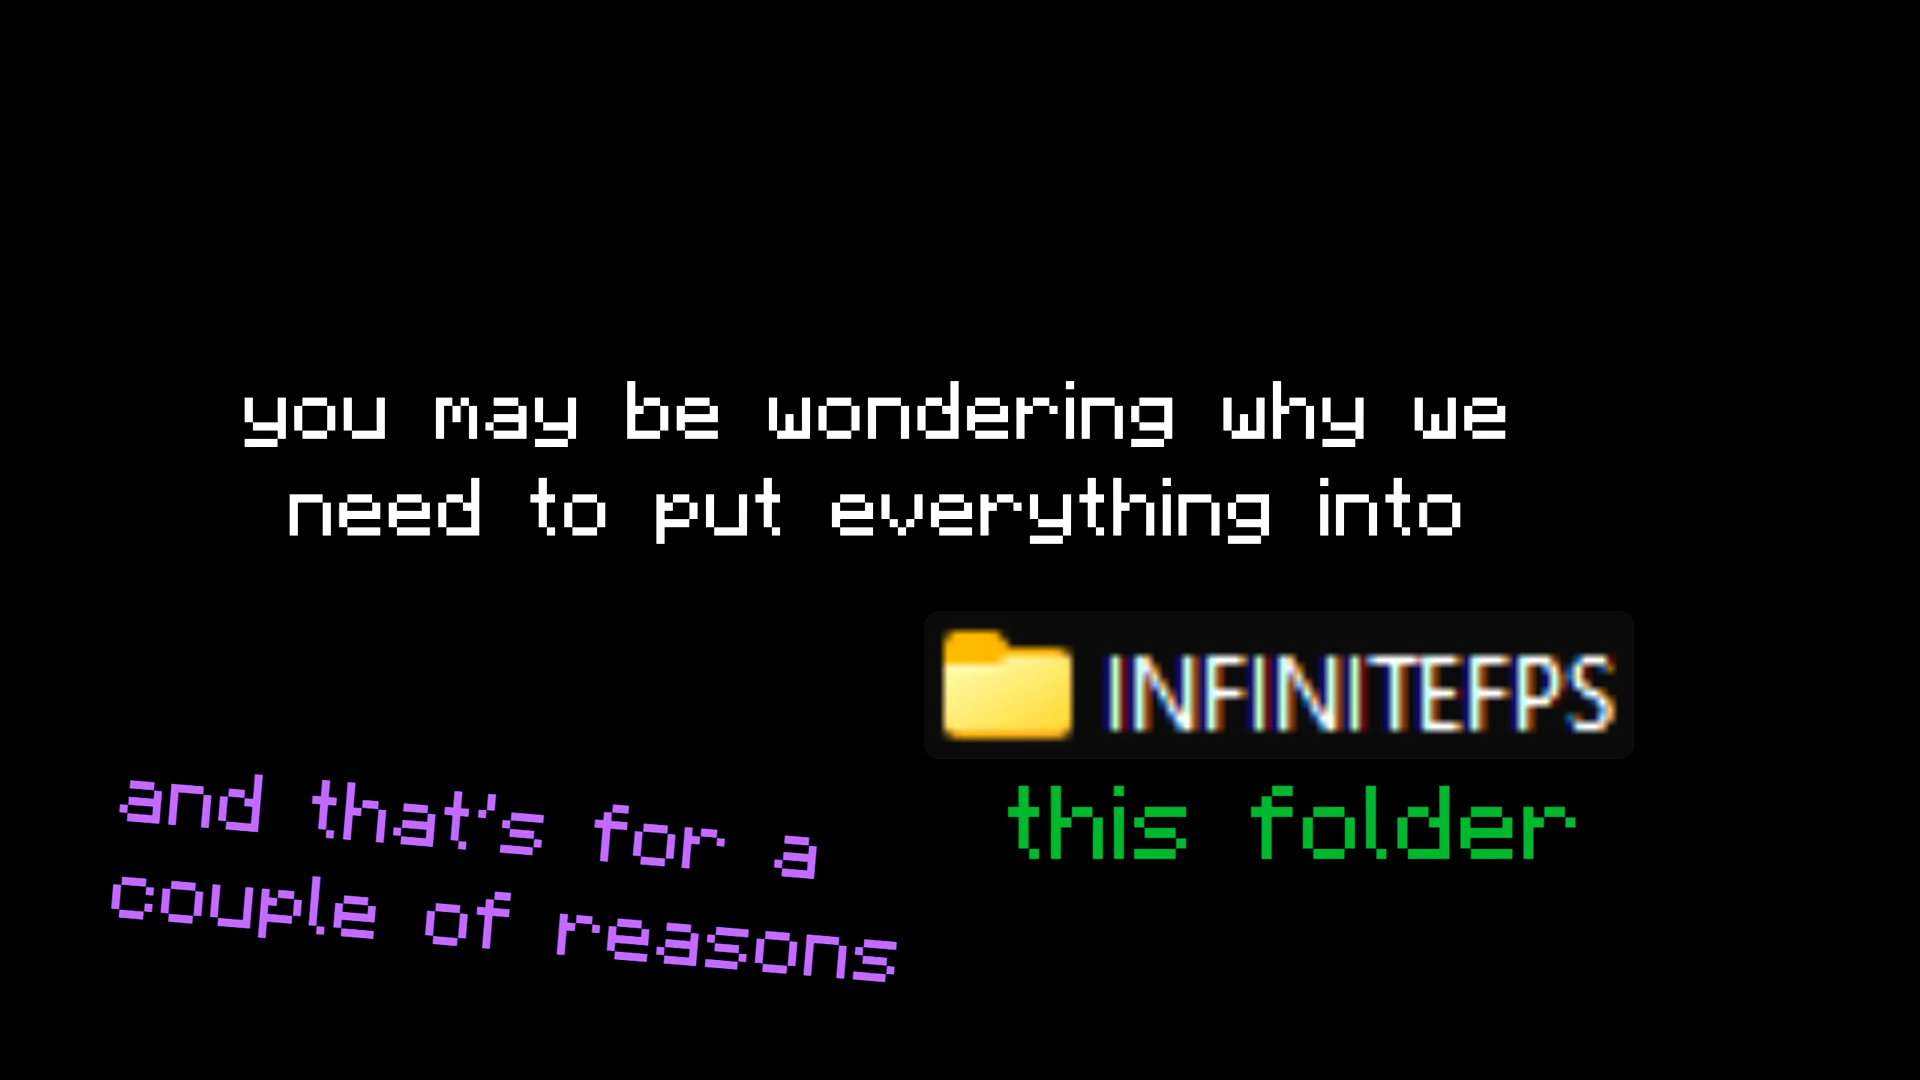 you may be wondering why we
need to put everything into
INFINITEFPS
this folder
and that's for a
couple of reasons